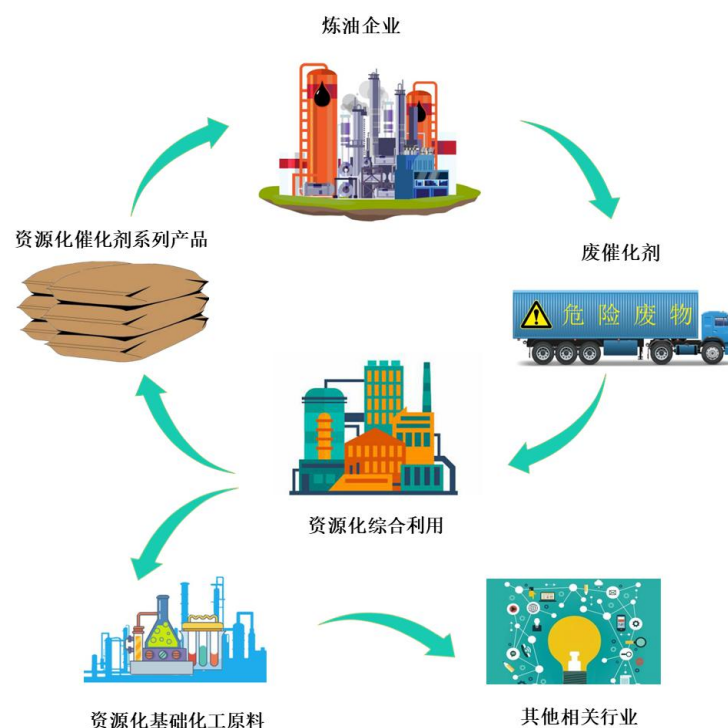 炼油企业
资源化催化剂系列产品
废催化剂
危险废物
资源化综合利用
资源化基础化工原料
其他相关行业